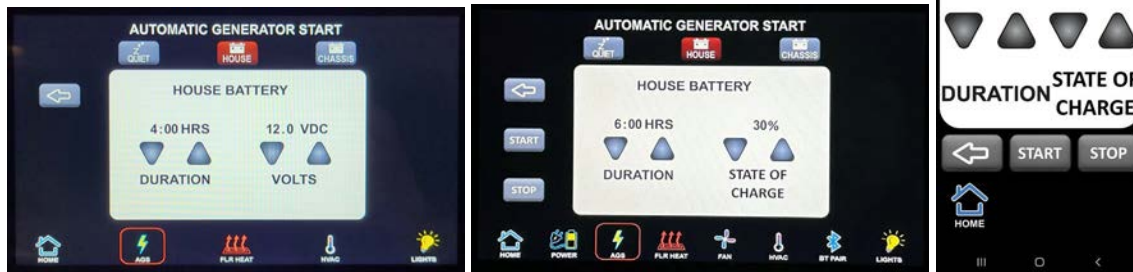 AUTOMATIC GENERATOR START
QUIET HOUSE CHASSIS
HOUSE BATTERY
4:00 HRS 12.0 VDC
DURATION VOLTS
HOME AGS FLR HEAT HVAC LIGHTS
AUTOMATIC GENERATOR START
QUIET HOUSE CHASSIS
HOUSE BATTERY
START
STOP
6:00 HRS 30%
DURATION STATE OF
CHARGE
HOME POWER AGS FLR HEAT FAN HVAC BT PAIR LIGHTS
DURATION STATE OF
CHARGE
START STOP
HOME